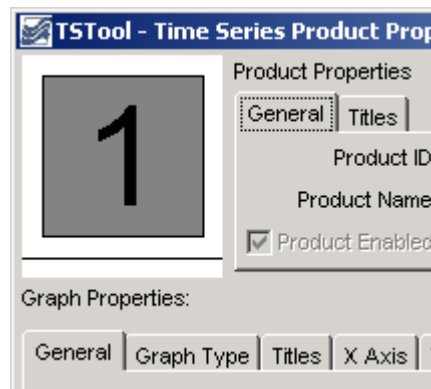 TSTool - Time Series Product Prop
1
Product Properties
General Titles
Product ID
Product Name
Product Enabled
Graph Properties:
General Graph Type Titles X Axis